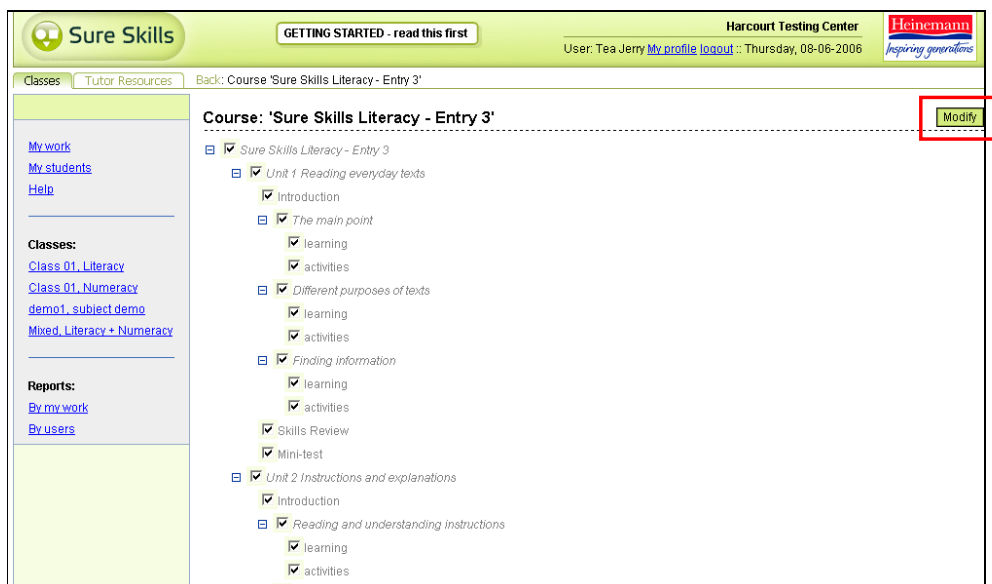 Sure Skills
GETTING STARTED - read this first
Harcourt Testing Center
User: Tea Jerry My profile logout :: Thursday, 08-06-2006
Heinemann
Inspiring generations
Classes
Tutor Resources
Back: Course 'Sure Skills Literacy - Entry 3'
My work
My students
Help
Classes:
Class 01, Literacy
Class 01, Numeracy
demo1, subject demo
Mixed, Literacy + Numeracy
Reports:
By my work
By users
Course: 'Sure Skills Literacy - Entry 3'
Modify
Sure Skills Literacy - Entry 3
Unit 1 Reading everyday texts
Introduction
The main point
learning
activities
Different purposes of texts
learning
activities
Finding information
learning
activities
Skills Review
Mini-test
Unit 2 Instructions and explanations
Introduction
Reading and understanding instructions
learning
activities